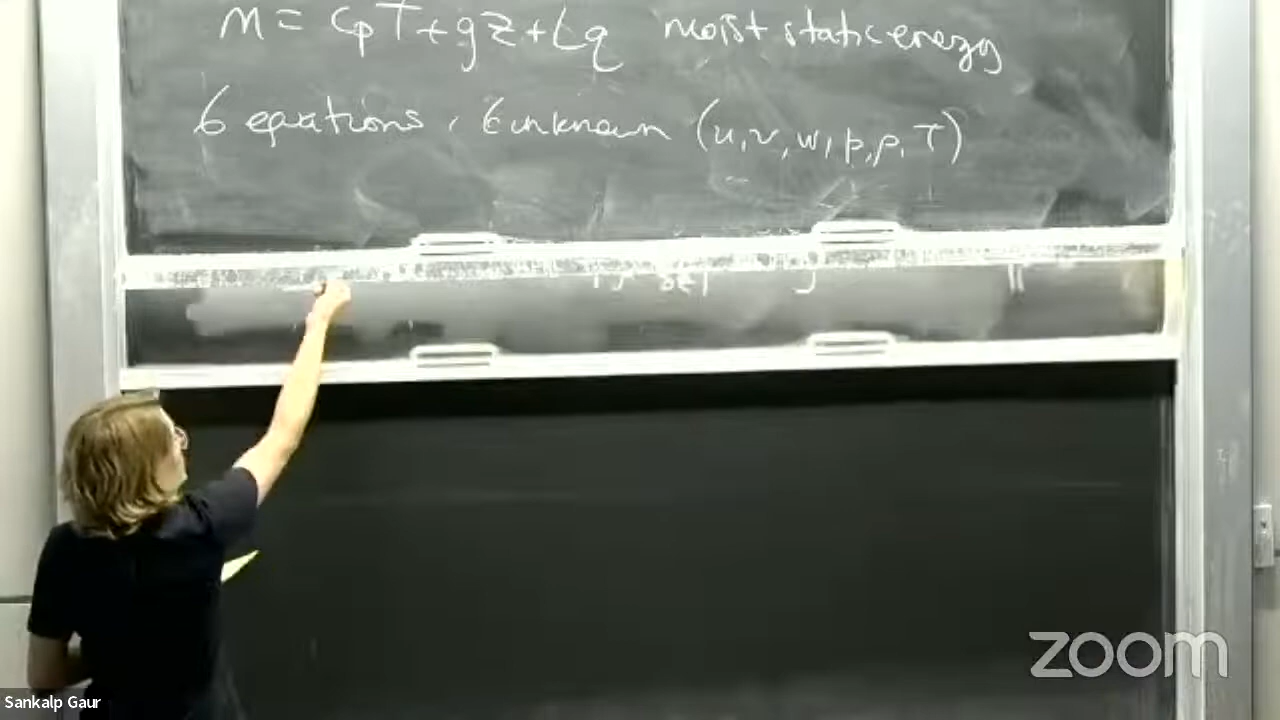 m = CpT + gz + Lq moist static energy
6 equations, 6 unknown (u, v, w, p, ρ, T)
zoom
Sankalp Gaur